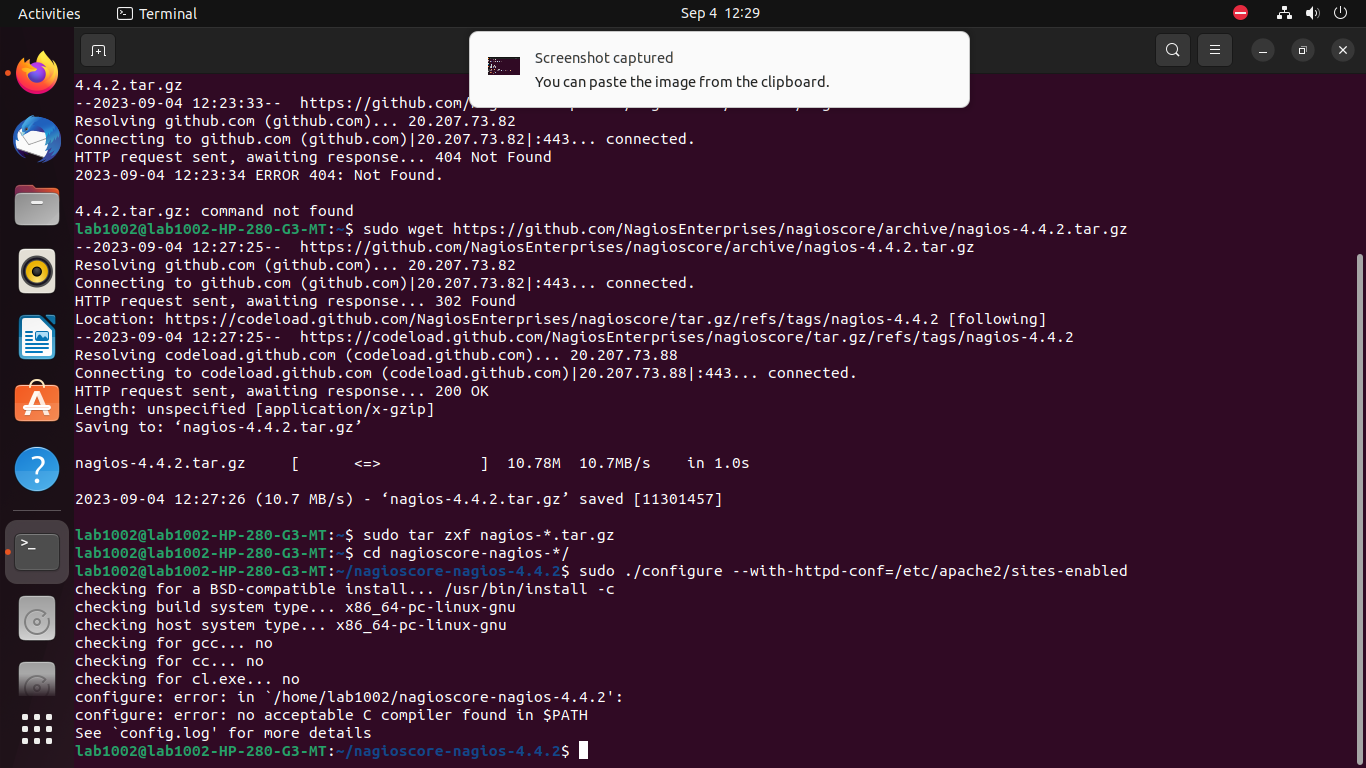 Activities
Terminal
Sep 4 12:29
Screenshot captured
You can paste the image from the clipboard.
4.4.2.tar.gz
--2023-09-04 12:23:33-- https://github.com/
Resolving github.com (github.com)... 20.207.73.82
Connecting to github.com (github.com)|20.207.73.82|:443... connected.
HTTP request sent, awaiting response... 404 Not Found
2023-09-04 12:23:34 ERROR 404: Not Found.
4.4.2.tar.gz: command not found
lab1002@lab1002-HP-280-G3-MT:~$ sudo wget https://github.com/NagiosEnterprises/nagioscore/archive/nagios-4.4.2.tar.gz
--2023-09-04 12:27:25-- https://github.com/NagiosEnterprises/nagioscore/archive/nagios-4.4.2.tar.gz
Resolving github.com (github.com)... 20.207.73.82
Connecting to github.com (github.com)|20.207.73.82|:443... connected.
HTTP request sent, awaiting response... 302 Found
Location: https://codeload.github.com/NagiosEnterprises/nagioscore/tar.gz/refs/tags/nagios-4.4.2 [following]
--2023-09-04 12:27:25-- https://codeload.github.com/NagiosEnterprises/nagioscore/tar.gz/refs/tags/nagios-4.4.2
Resolving codeload.github.com (codeload.github.com)... 20.207.73.88
Connecting to codeload.github.com (codeload.github.com)|20.207.73.88|:443... connected.
HTTP request sent, awaiting response... 200 OK
Length: unspecified [application/x-gzip]
Saving to: ‘nagios-4.4.2.tar.gz’
nagios-4.4.2.tar.gz [ <=> ] 10.78M 10.7MB/s in 1.0s
2023-09-04 12:27:26 (10.7 MB/s) - ‘nagios-4.4.2.tar.gz’ saved [11301457]
lab1002@lab1002-HP-280-G3-MT:~$ sudo tar zxf nagios-*.tar.gz
lab1002@lab1002-HP-280-G3-MT:~$ cd nagioscore-nagios-*/
lab1002@lab1002-HP-280-G3-MT:~/nagioscore-nagios-4.4.2$ sudo ./configure --with-httpd-conf=/etc/apache2/sites-enabled
checking for a BSD-compatible install... /usr/bin/install -c
checking build system type... x86_64-pc-linux-gnu
checking host system type... x86_64-pc-linux-gnu
checking for gcc... no
checking for cc... no
checking for cl.exe... no
configure: error: in `/home/lab1002/nagioscore-nagios-4.4.2':
configure: error: no acceptable C compiler found in $PATH
See `config.log' for more details
lab1002@lab1002-HP-280-G3-MT:~/nagioscore-nagios-4.4.2$